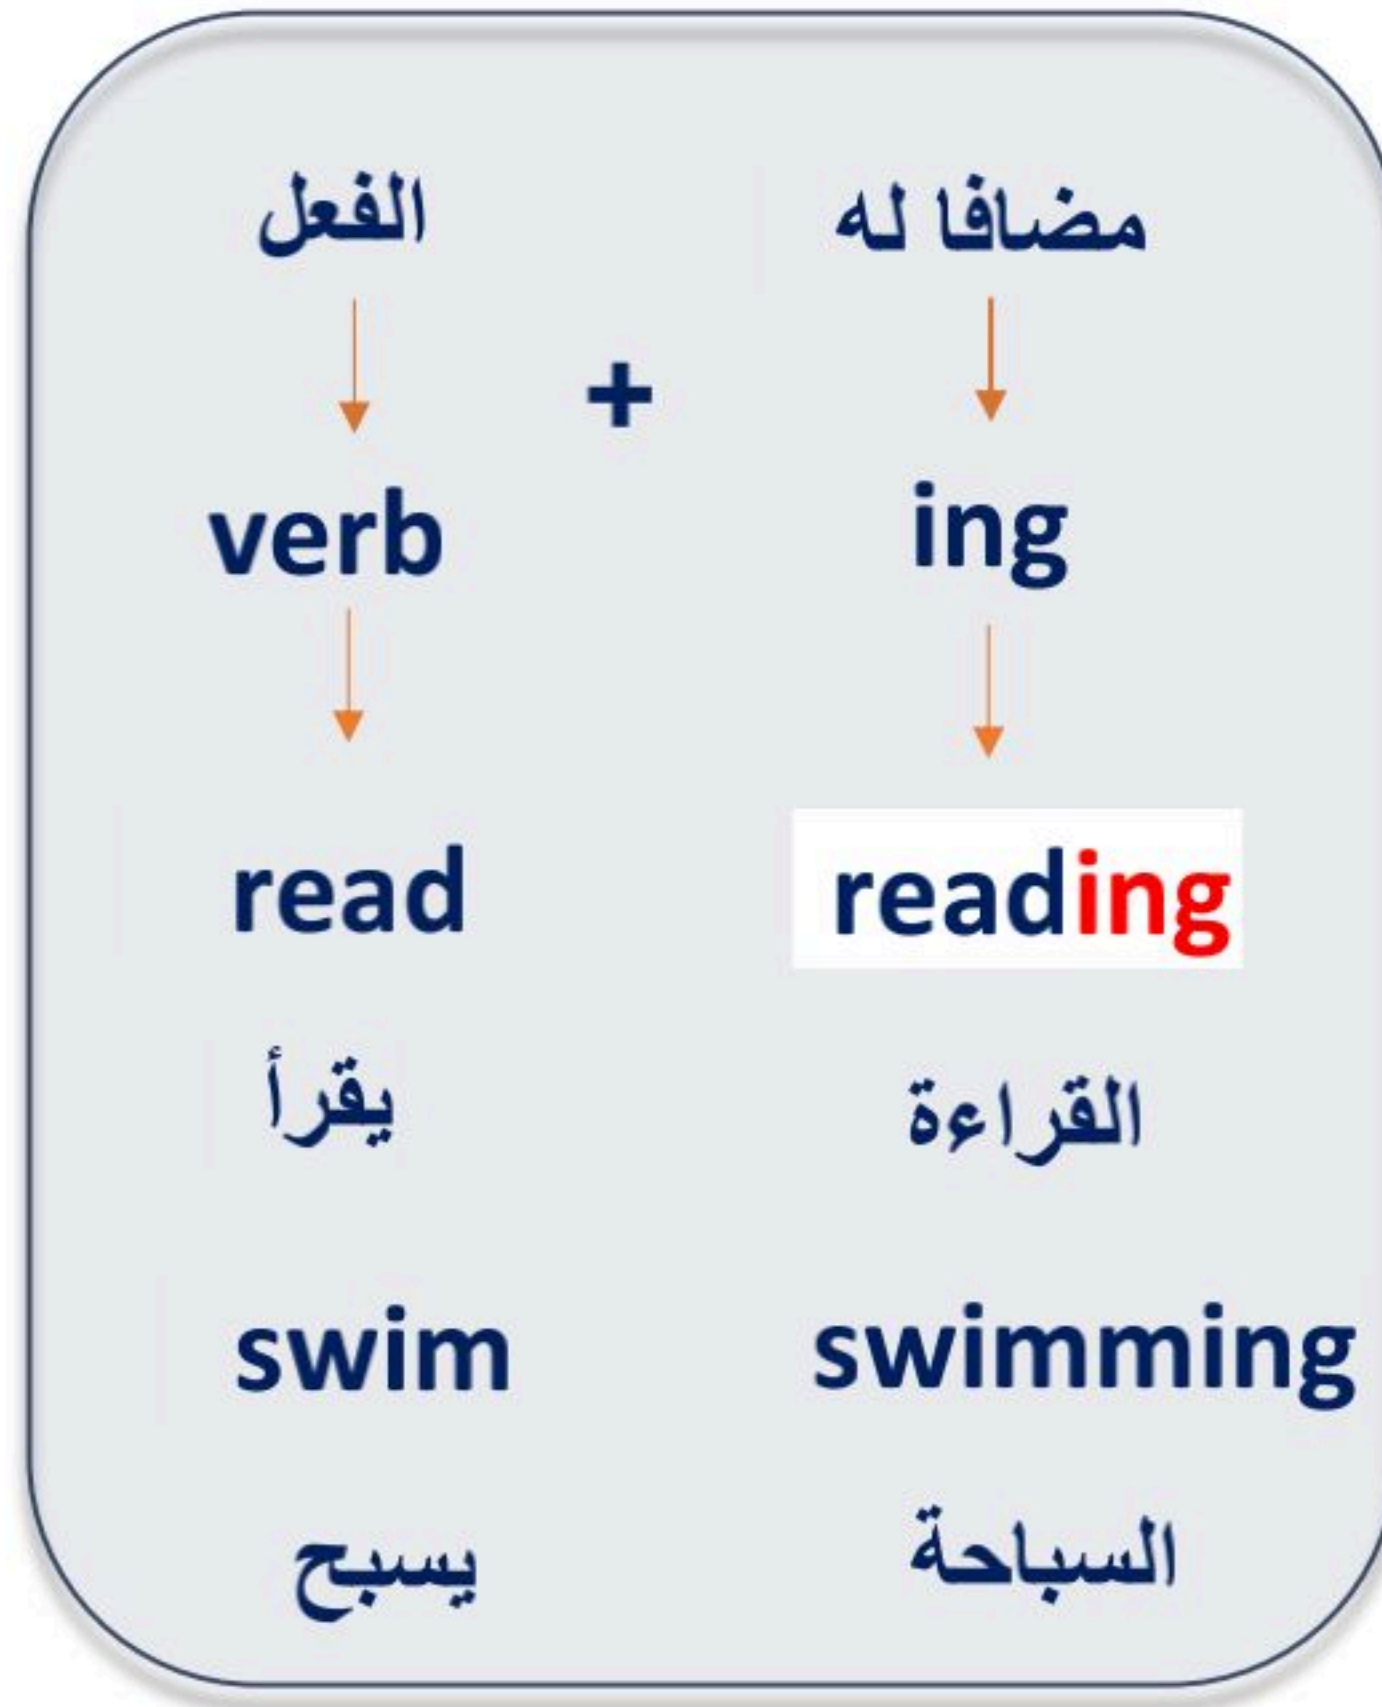 الفعل
مضافا له
+
verb
ing
read
reading
يقرأ
القراءة
swim
swimming
يسبح
السباحة